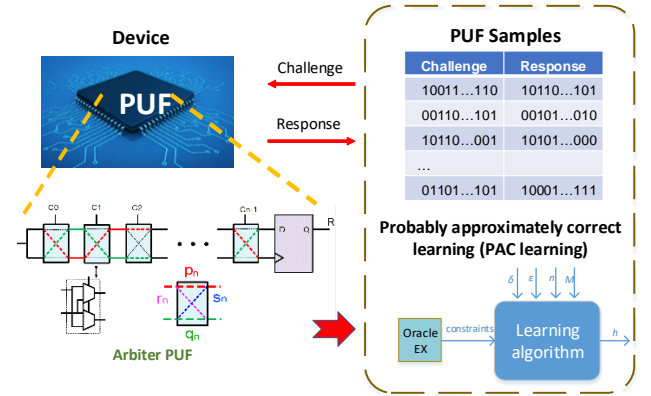 Device
PUF
Challenge
Response
C0 C1 C2 Cn-1
D Q R
pn
rn sn
qn
Arbiter PUF
PUF Samples
Challenge Response
10011...110 10110...101
00110...101 00101...010
10110...001 10101...000
...
01101...101 10001...111
Probably approximately correct
learning (PAC learning)
δ ε n M
Oracle
EX
constraints
Learning
algorithm
h